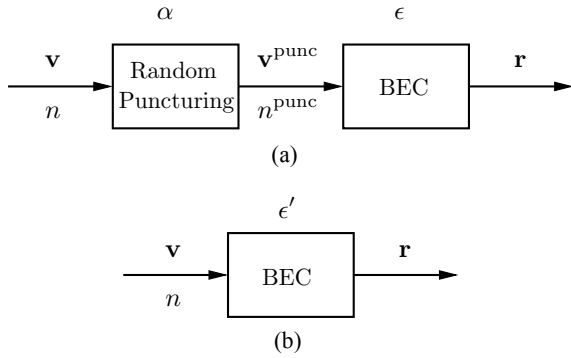 α ϵ
v Random Puncturing v^punc BEC r
n n^punc
(a)
ϵ′
v BEC r
n
(b)